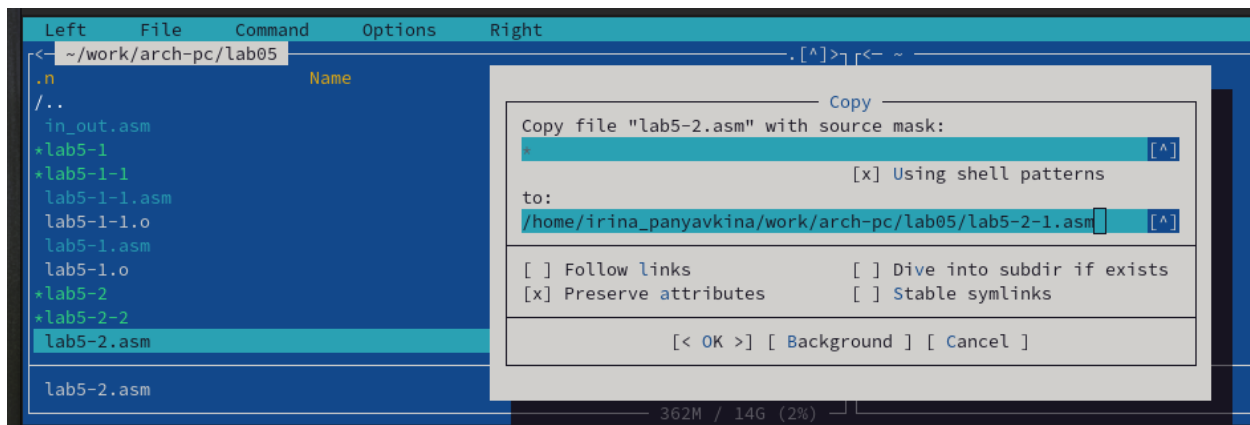 Left File Command Options Right
<─ ~/work/arch-pc/lab05 .[^]> <─ ~
.n Name
/..
in_out.asm
*lab5-1
*lab5-1-1
lab5-1-1.asm
lab5-1-1.o
lab5-1.asm
lab5-1.o
*lab5-2
*lab5-2-2
lab5-2.asm
lab5-2.asm
362M / 14G (2%)
Copy
Copy file "lab5-2.asm" with source mask:
* [^]
[x] Using shell patterns
to:
/home/irina_panyavkina/work/arch-pc/lab05/lab5-2-1.asm [^]
[ ] Follow links [ ] Dive into subdir if exists
[x] Preserve attributes [ ] Stable symlinks
[< OK >] [ Background ] [ Cancel ]